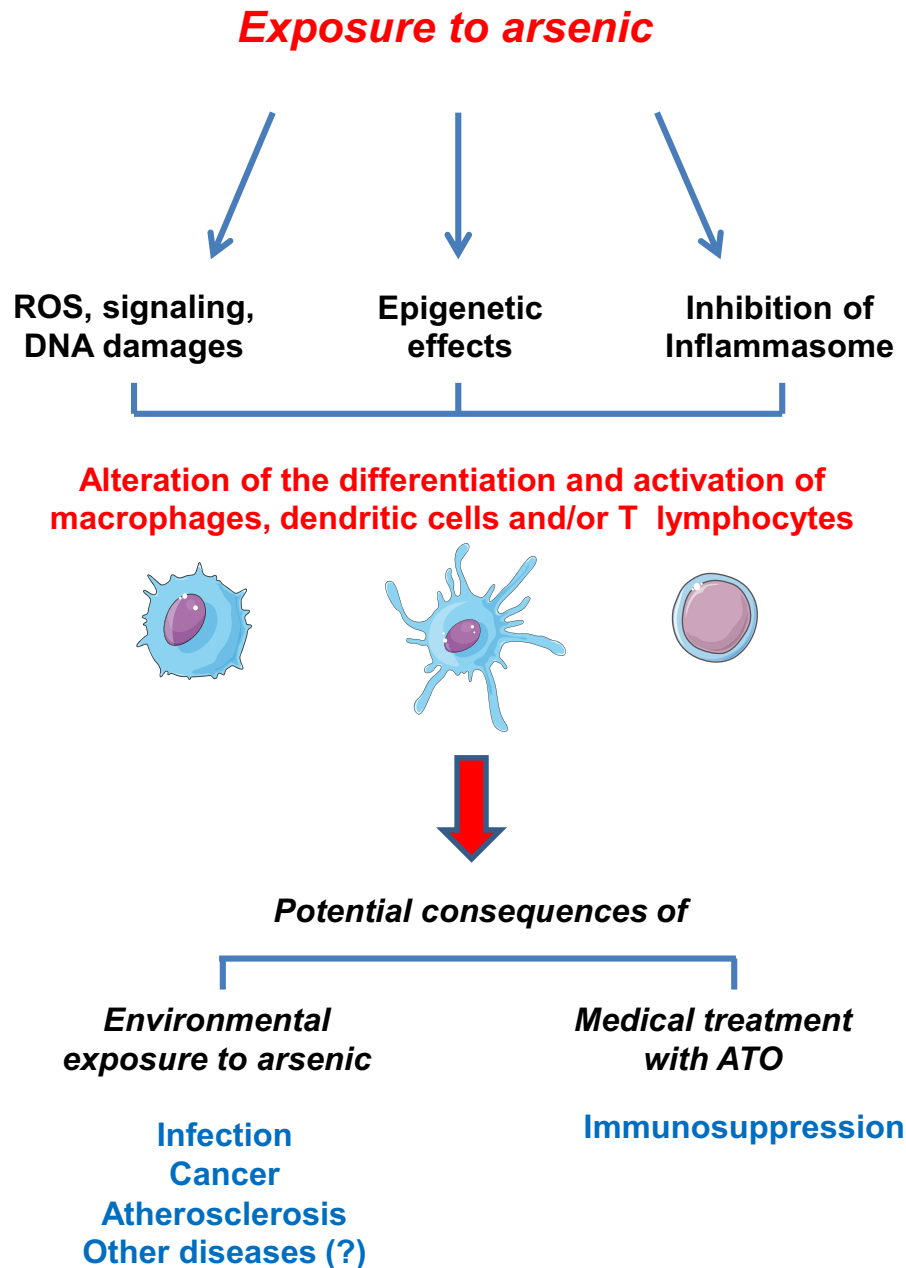 Exposure to arsenic
ROS, signaling,
DNA damages
Epigenetic
effects
Inhibition of
Inflammasome
Alteration of the differentiation and activation of
macrophages, dendritic cells and/or T lymphocytes
Potential consequences of
Environmental
exposure to arsenic
Medical treatment
with ATO
Infection
Cancer
Atherosclerosis
Other diseases (?)
Immunosuppression